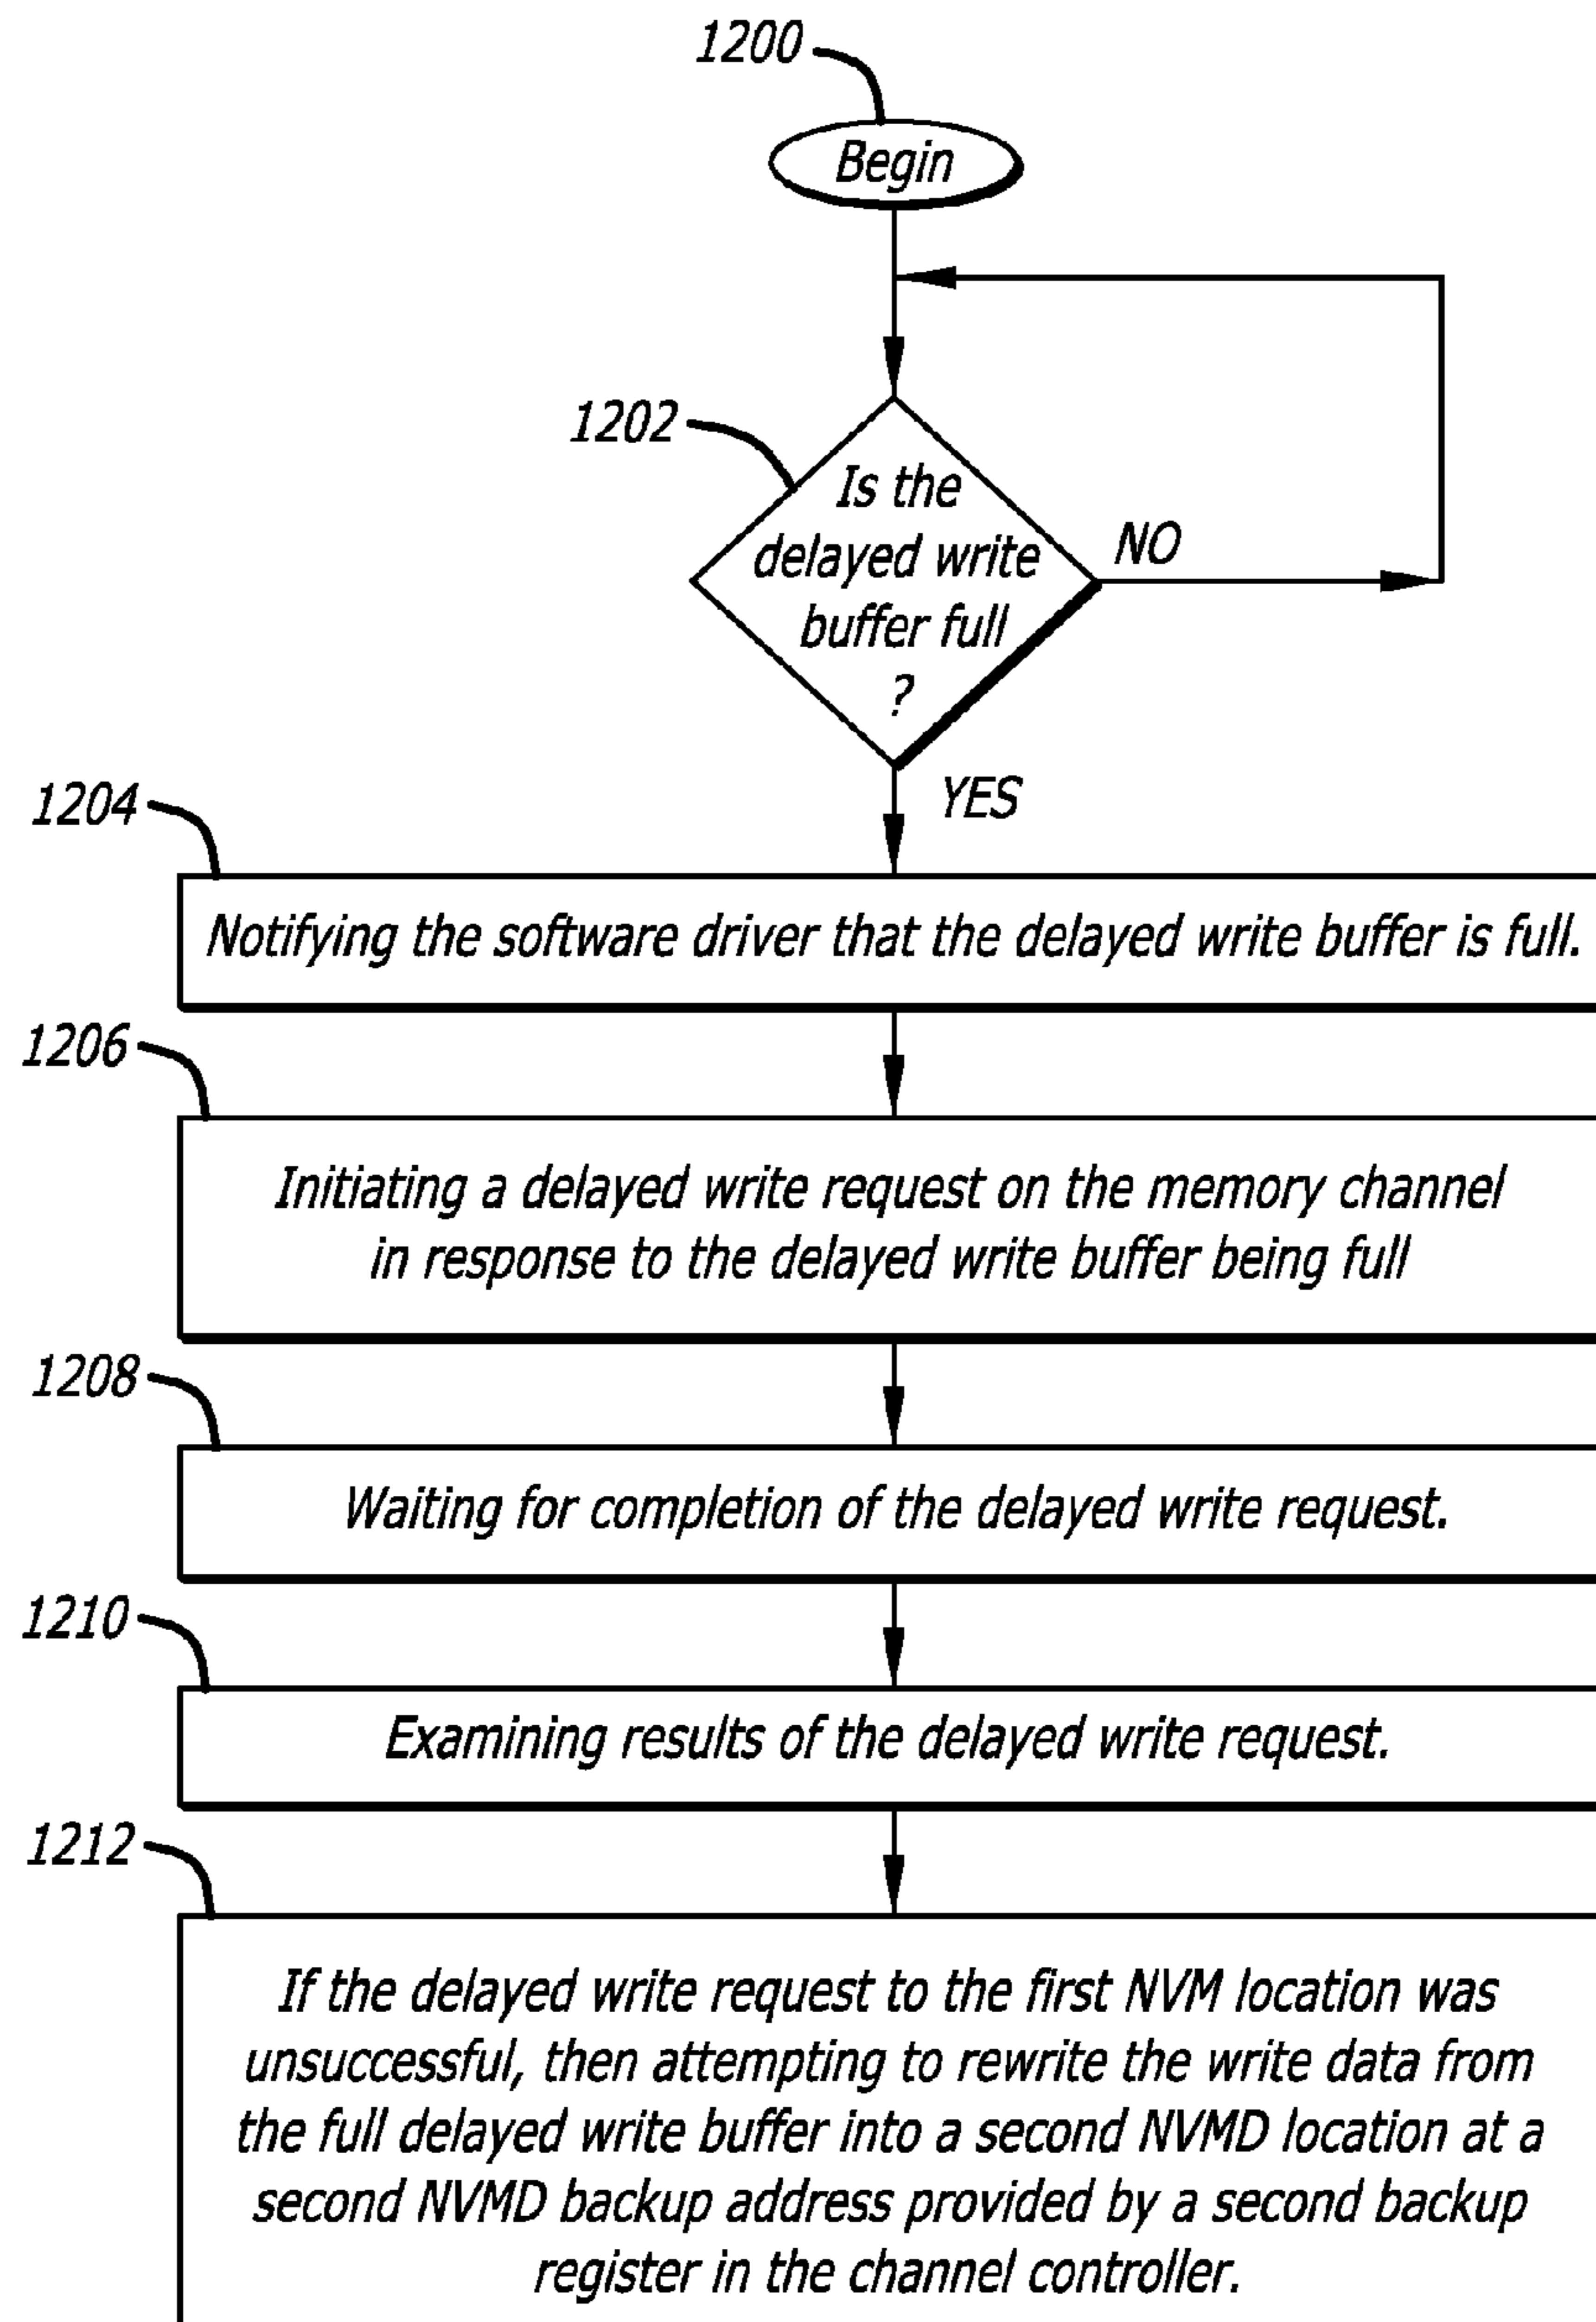 1200
Begin
1202
Is the
delayed write
buffer full
?
NO
YES
1204
Notifying the software driver that the delayed write buffer is full.
1206
Initiating a delayed write request on the memory channel
in response to the delayed write buffer being full
1208
Waiting for completion of the delayed write request.
1210
Examining results of the delayed write request.
1212
If the delayed write request to the first NVM location was
unsuccessful, then attempting to rewrite the write data from
the full delayed write buffer into a second NVMD location at a
second NVMD backup address provided by a second backup
register in the channel controller.